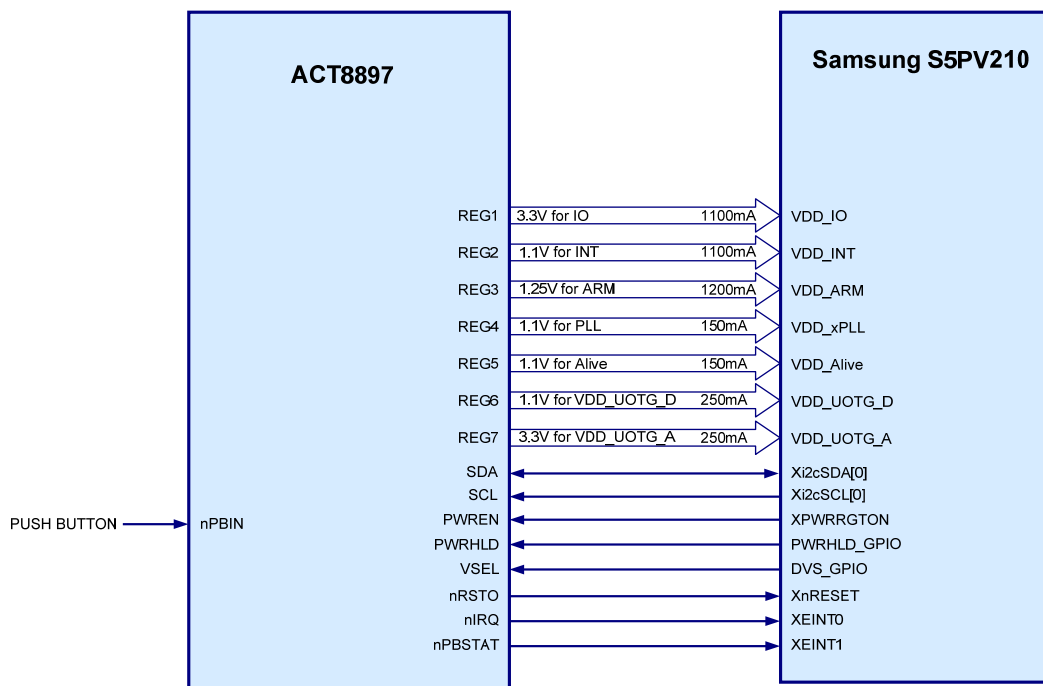 ACT8897
Samsung S5PV210
REG1 3.3V for IO 1100mA VDD_IO
REG2 1.1V for INT 1100mA VDD_INT
REG3 1.25V for ARM 1200mA VDD_ARM
REG4 1.1V for PLL 150mA VDD_xPLL
REG5 1.1V for Alive 150mA VDD_Alive
REG6 1.1V for VDD_UOTG_D 250mA VDD_UOTG_D
REG7 3.3V for VDD_UOTG_A 250mA VDD_UOTG_A
SDA Xi2cSDA[0]
SCL Xi2cSCL[0]
PUSH BUTTON nPBIN PWREN XPWRRGTON
PWRHLD PWRHLD_GPIO
VSEL DVS_GPIO
nRSTO XnRESET
nIRQ XEINT0
nPBSTAT XEINT1